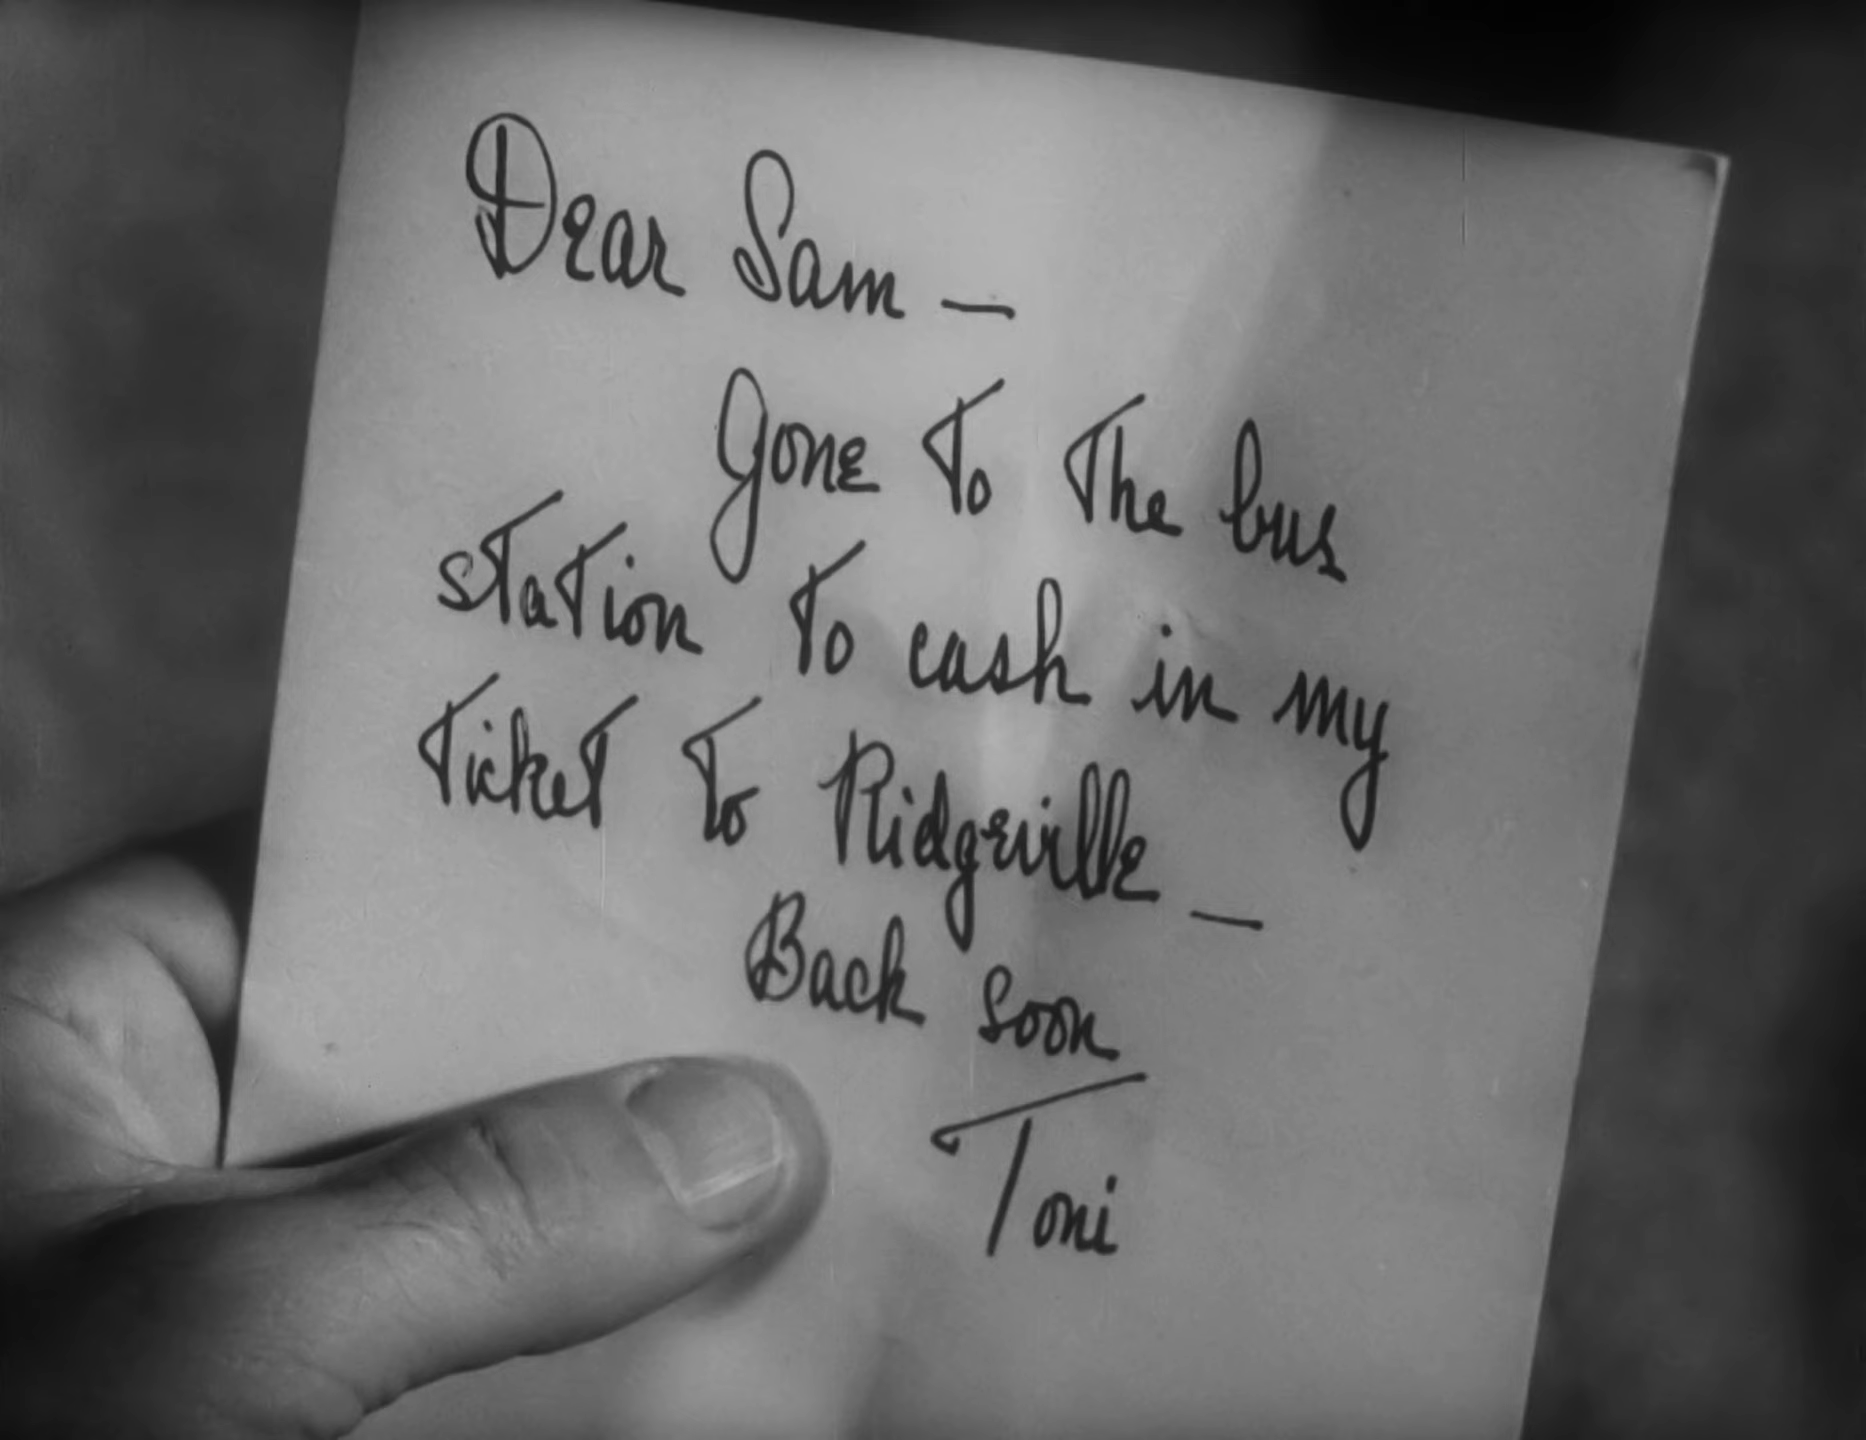 Dear Sam —
Gone To The bus
station To cash in my
Ticket To Ridgeville —
Back soon
Toni